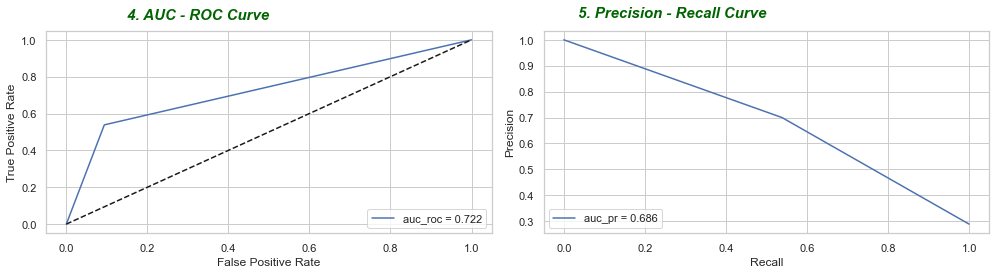 4. AUC - ROC Curve
True Positive Rate
1.0
0.8
0.6
0.4
0.2
0.0
auc_roc = 0.722
0.0 0.2 0.4 0.6 0.8 1.0
False Positive Rate
5. Precision - Recall Curve
Precision
1.0
0.9
0.8
0.7
0.6
0.5
0.4
0.3
auc_pr = 0.686
0.0 0.2 0.4 0.6 0.8 1.0
Recall